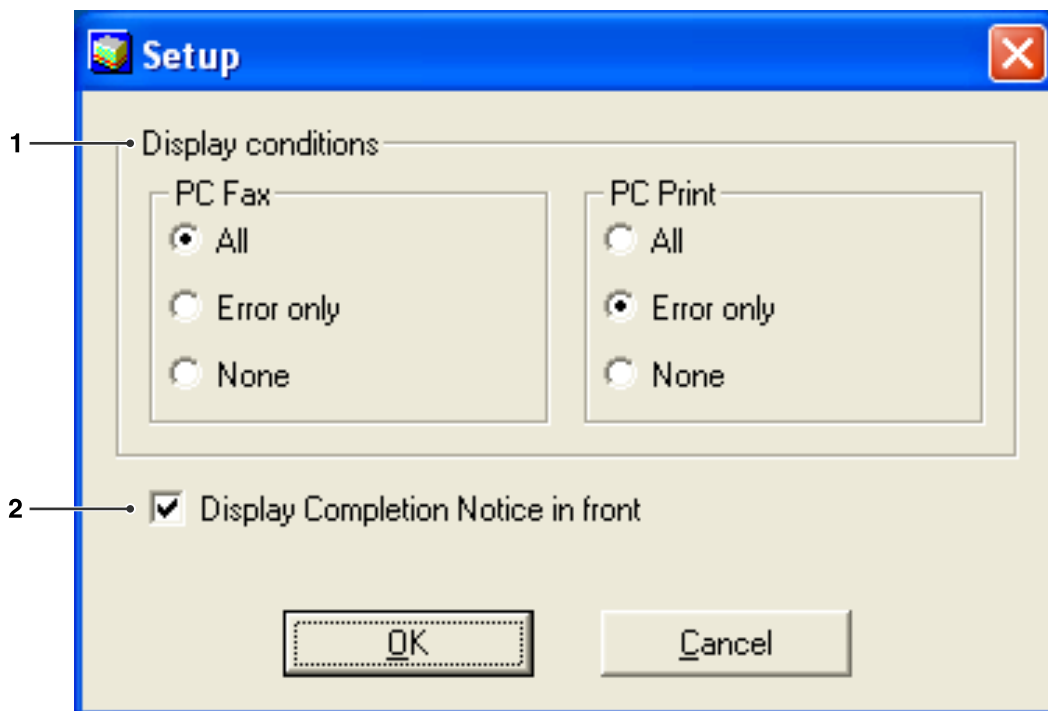 Setup
1
Display conditions
PC Fax
All
Error only
None
PC Print
All
Error only
None
2
Display Completion Notice in front
OK
Cancel